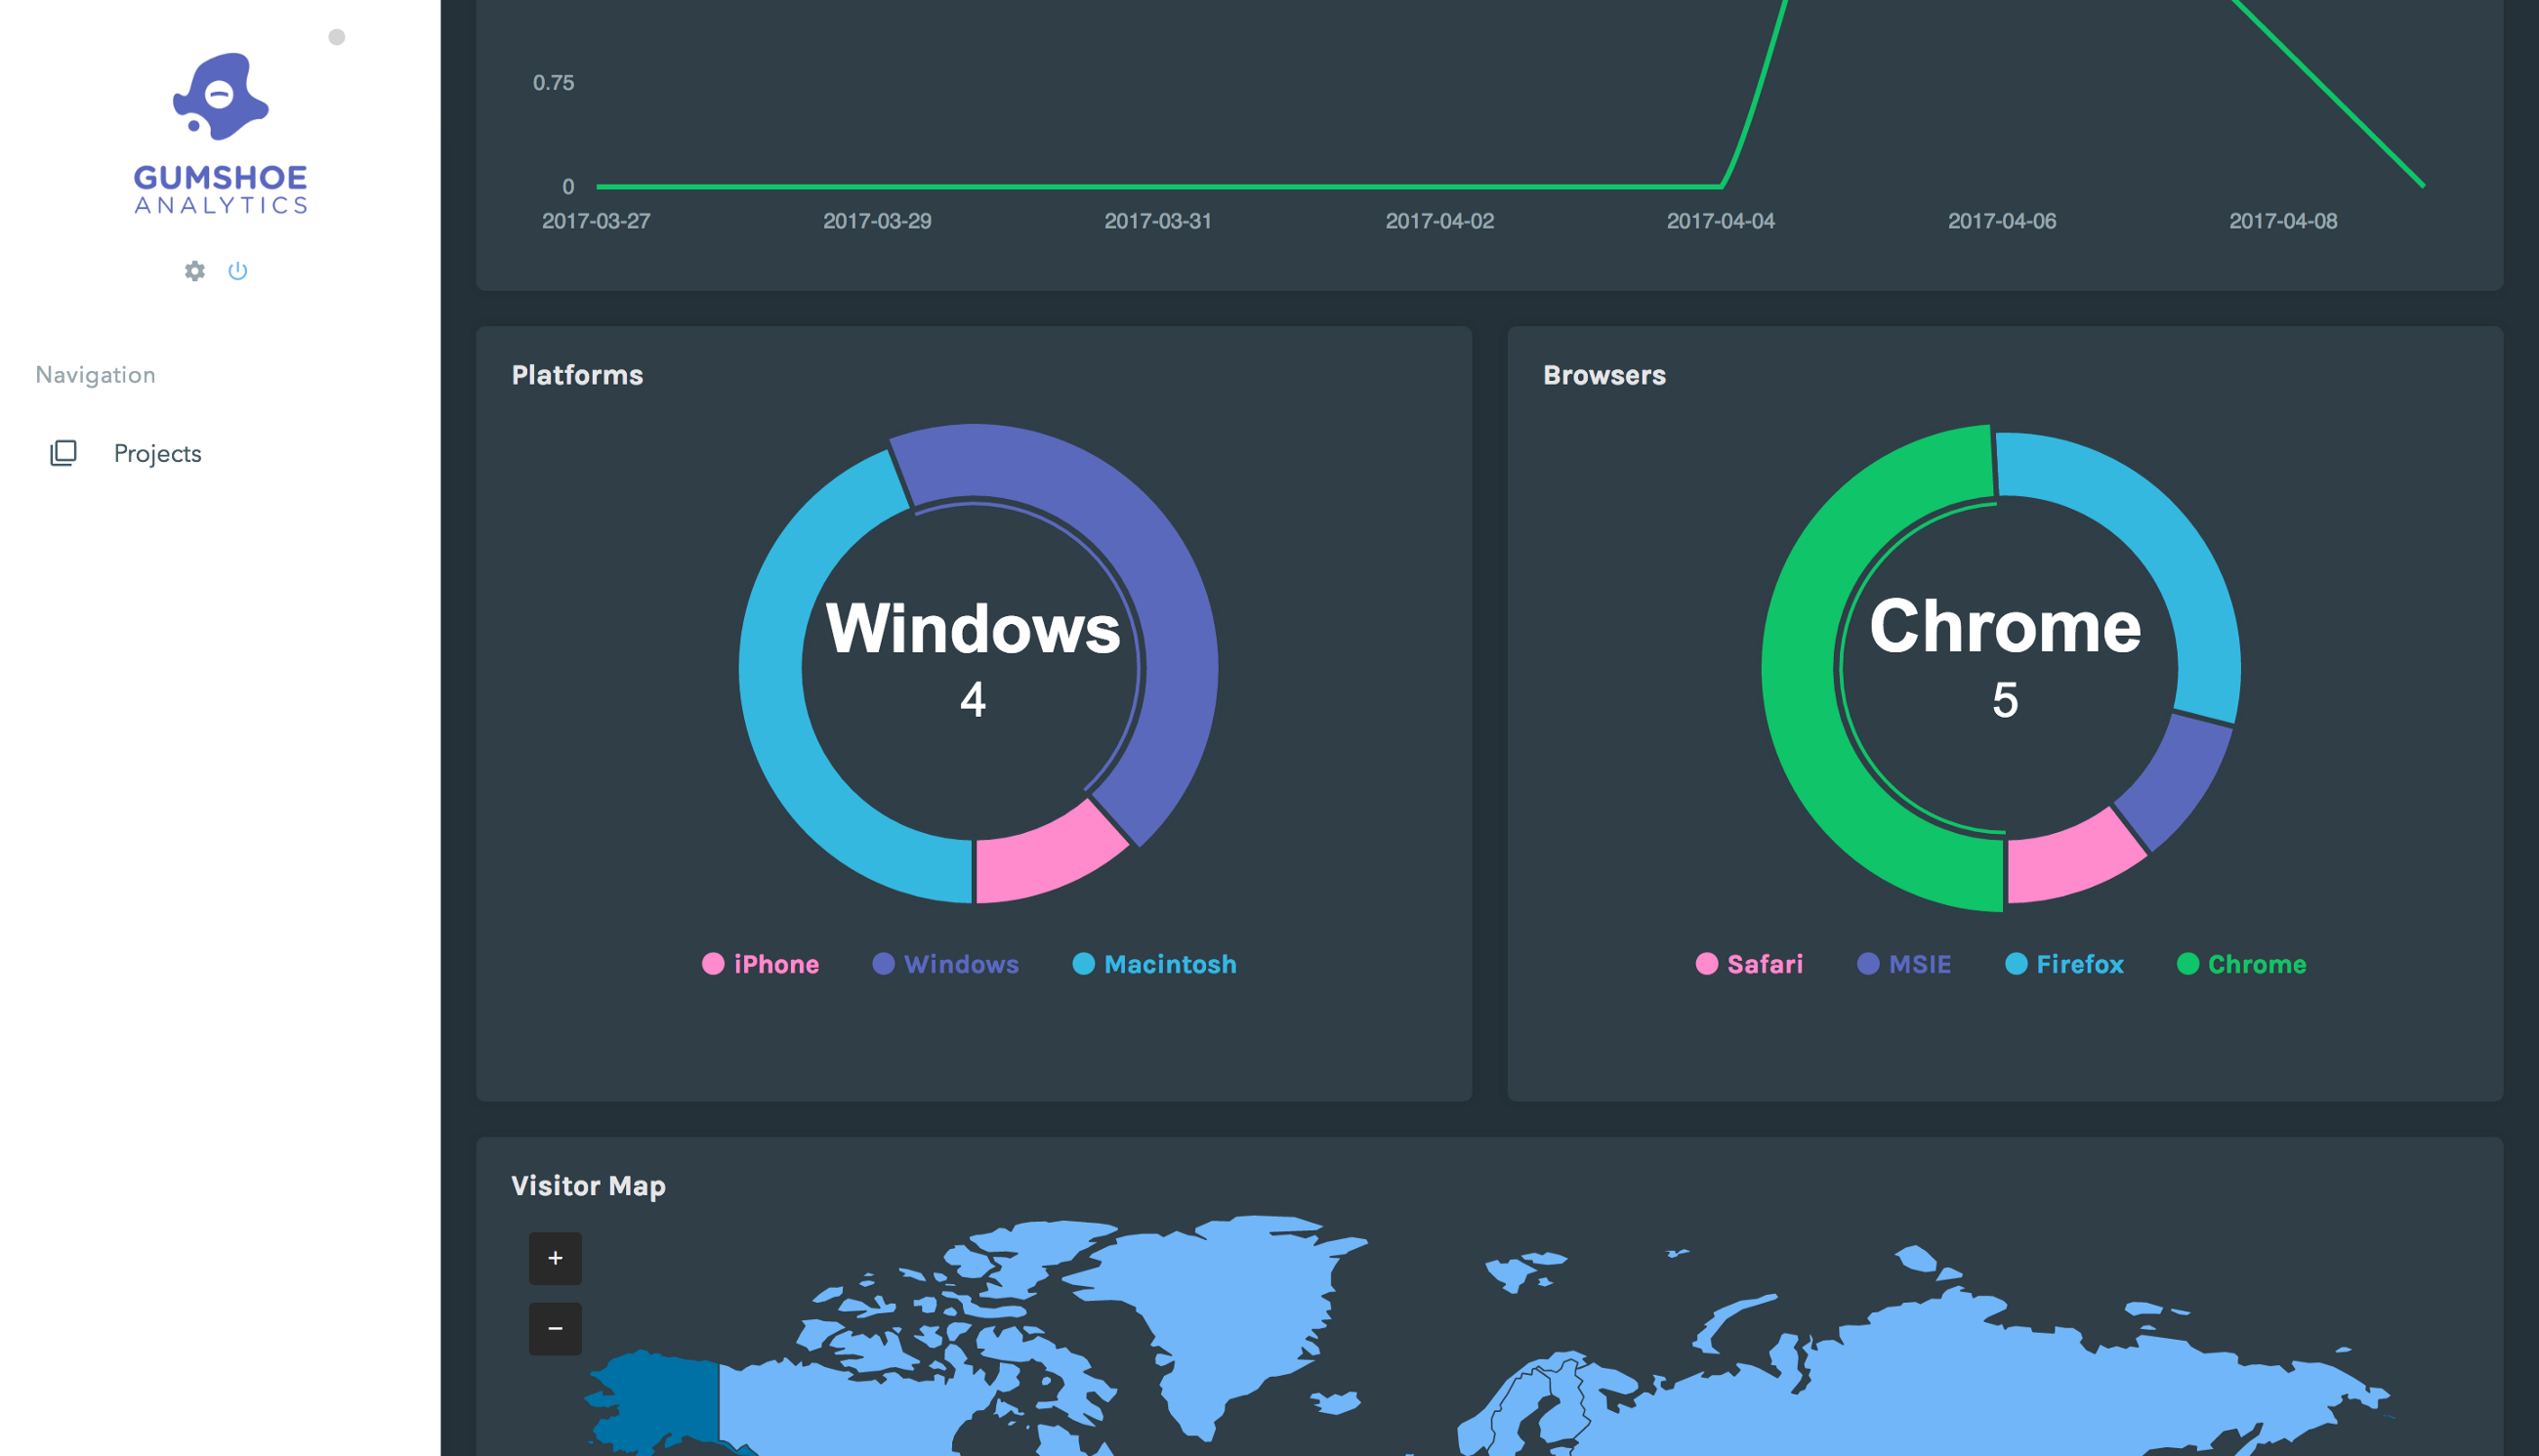 GUMSHOE
ANALYTICS
Navigation
Projects
0.75
0
2017-03-27 2017-03-29 2017-03-31 2017-04-02 2017-04-04 2017-04-06 2017-04-08
Platforms
Windows
4
iPhone Windows Macintosh
Browsers
Chrome
5
Safari MSIE Firefox Chrome
Visitor Map
+
−